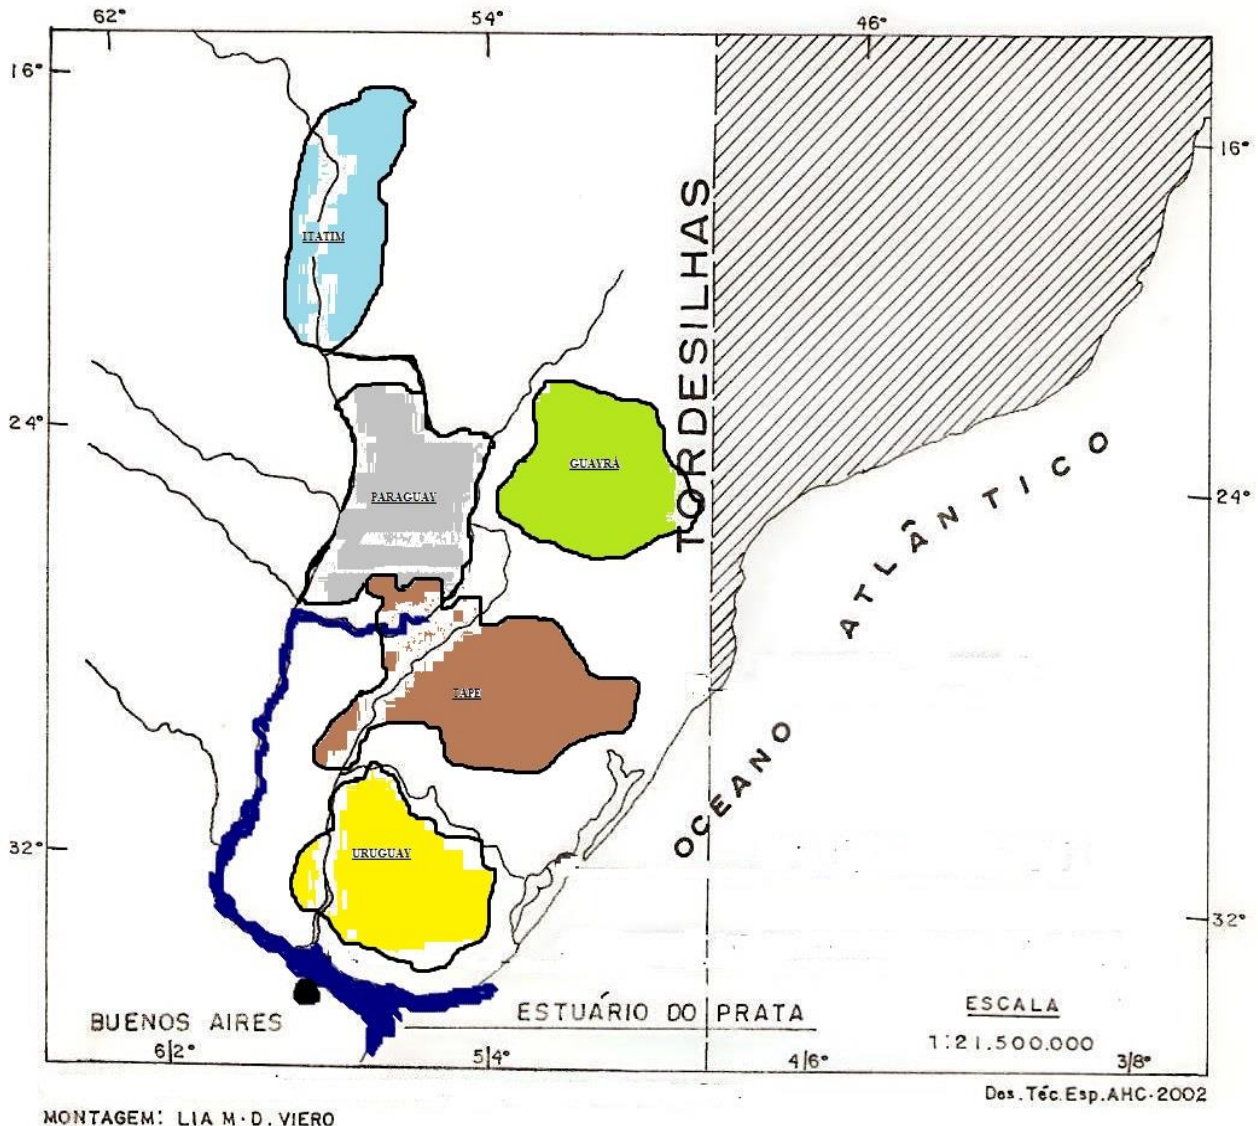 62° 54° 46°
16°
16°
TORDESILHAS
ITATIM
24°
GUAYRÁ
PARAGUAY
24°
OCEANO ATLÂNTICO
TAPE
32°
URUGUAY
32°
BUENOS AIRES
ESTUÁRIO DO PRATA
ESCALA
1:21.500.000
62° 54° 46° 38°
Des. Téc. Esp. AHC-2002
MONTAGEM: LIA M. D. VIERO